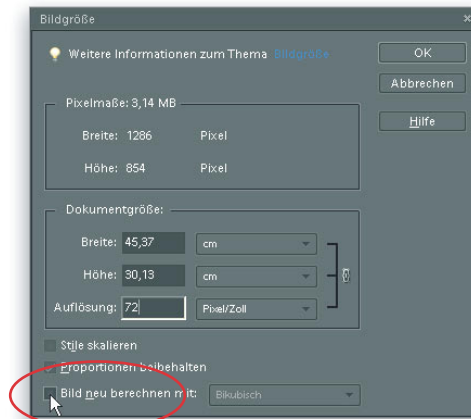 Bildgröße
Weitere Informationen zum Thema Bildgröße
OK
Abbrechen
Hilfe
Pixelmaße: 3,14 MB
Breite: 1286 Pixel
Höhe: 854 Pixel
Dokumentgröße:
Breite: 45,37 cm
Höhe: 30,13 cm
Auflösung: 72 Pixel/Zoll
Stile skalieren
Proportionen beibehalten
Bild neu berechnen mit: Bikubisch